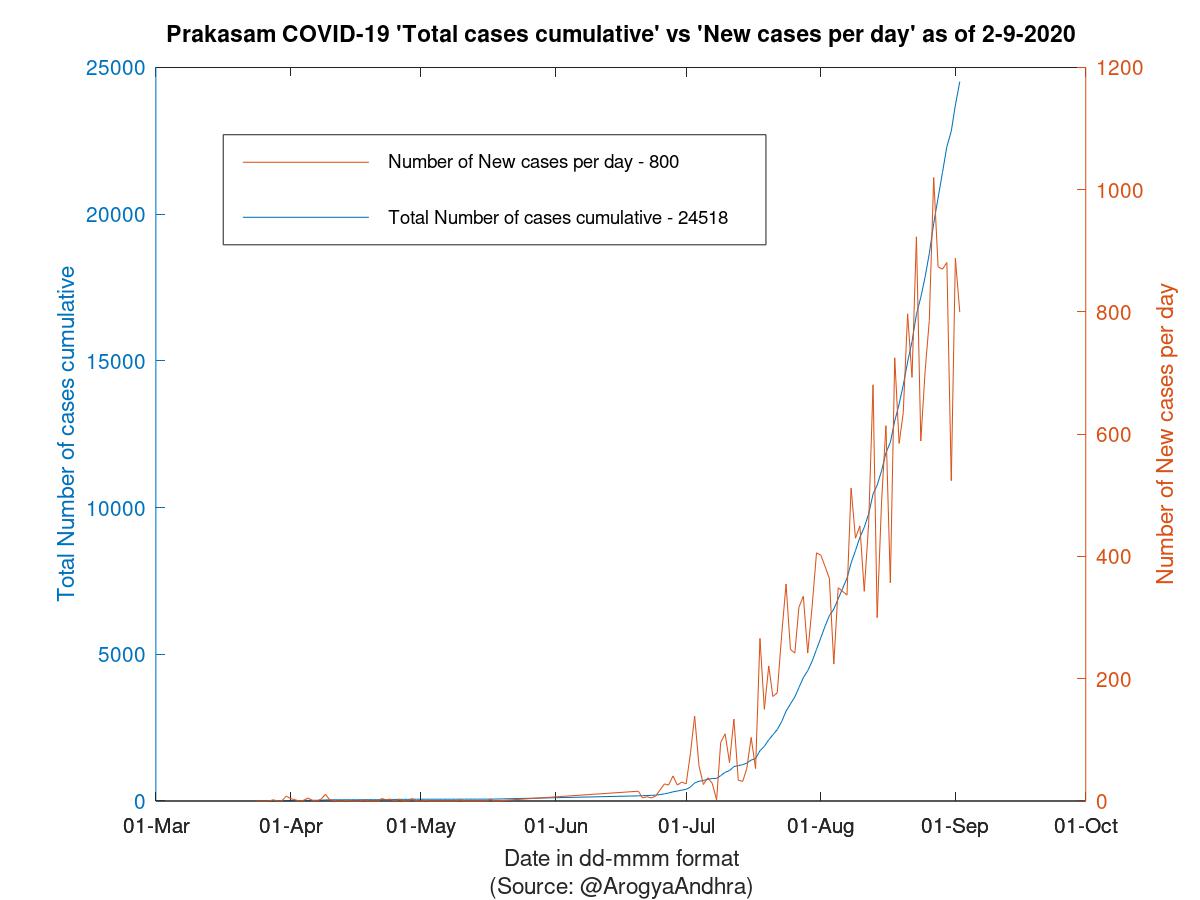 Prakasam COVID-19 'Total cases cumulative' vs 'New cases per day' as of 2-9-2020
25000
20000
15000
10000
5000
0
Total Number of cases cumulative
Number of New cases per day - 800
Total Number of cases cumulative - 24518
1200
1000
800
600
400
200
0
Number of New cases per day
01-Mar 01-Apr 01-May 01-Jun 01-Jul 01-Aug 01-Sep 01-Oct
Date in dd-mmm format
(Source: @ArogyaAndhra)